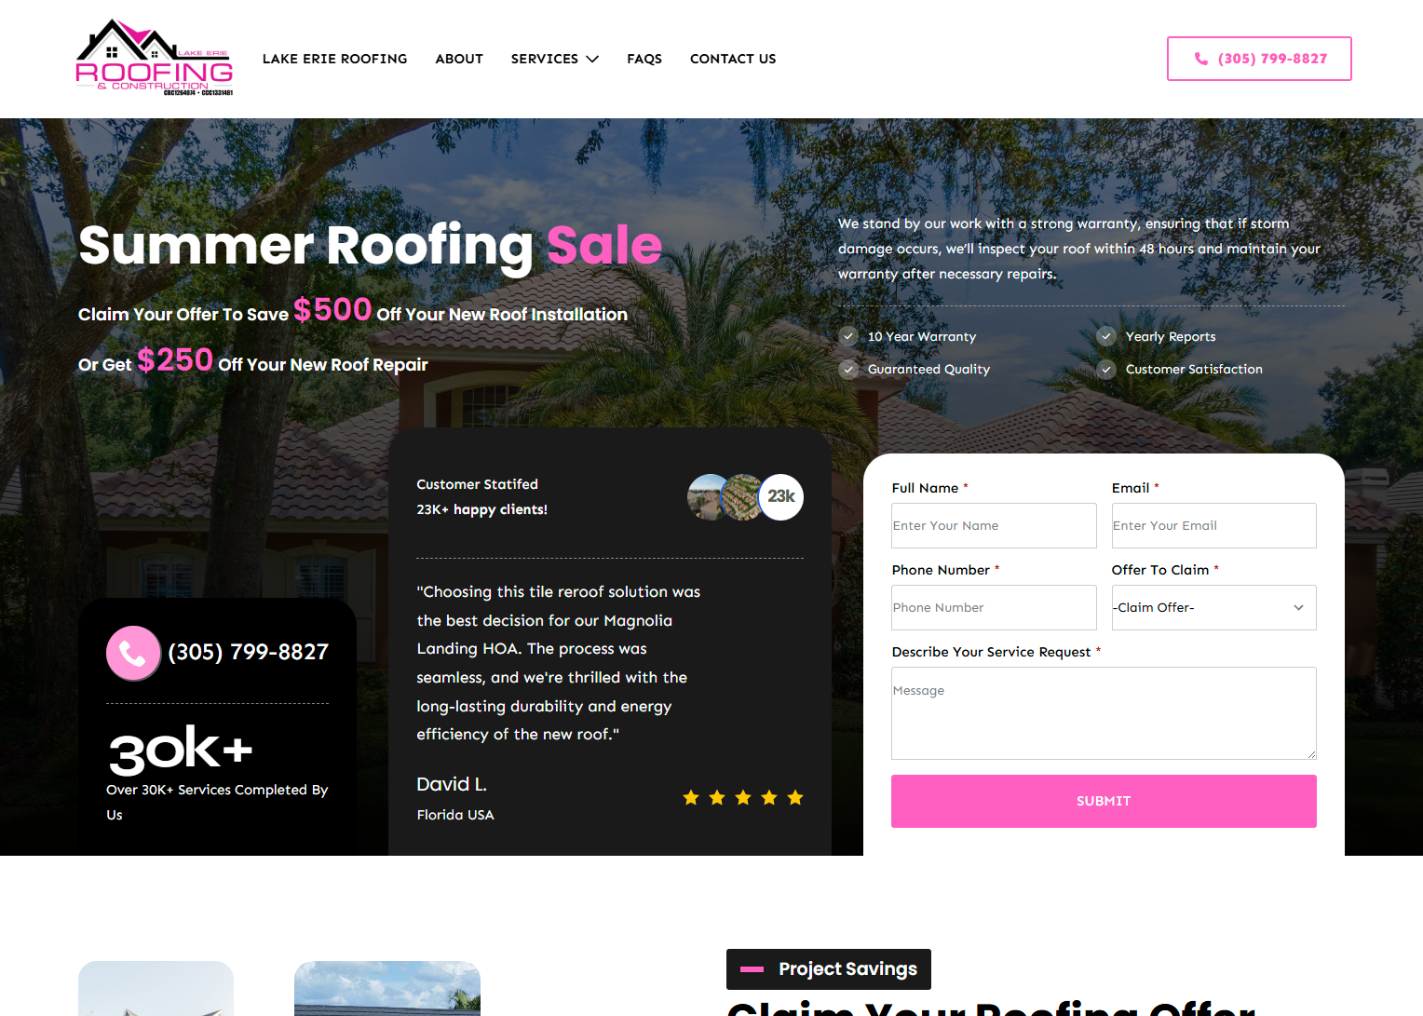 LAKE ERIE
ROOFING
& CONSTRUCTION
CBC1264074 • CCC1331481
LAKE ERIE ROOFING
ABOUT
SERVICES
FAQS
CONTACT US
(305) 799-8827
Summer Roofing Sale
Claim Your Offer To Save $500 Off Your New Roof Installation
Or Get $250 Off Your New Roof Repair
We stand by our work with a strong warranty, ensuring that if storm
damage occurs, we'll inspect your roof within 48 hours and maintain your
warranty after necessary repairs.
10 Year Warranty
Yearly Reports
Guaranteed Quality
Customer Satisfaction
(305) 799-8827
30k+
Over 30K+ Services Completed By
Us
Customer Statifed
23K+ happy clients!
23k
"Choosing this tile reroof solution was
the best decision for our Magnolia
Landing HOA. The process was
seamless, and we're thrilled with the
long-lasting durability and energy
efficiency of the new roof."
David L.
Florida USA
Full Name *
Email *
Enter Your Name
Enter Your Email
Phone Number *
Offer To Claim *
Phone Number
-Claim Offer-
Describe Your Service Request *
Message
SUBMIT
Project Savings
Claim Your Roofing Offer